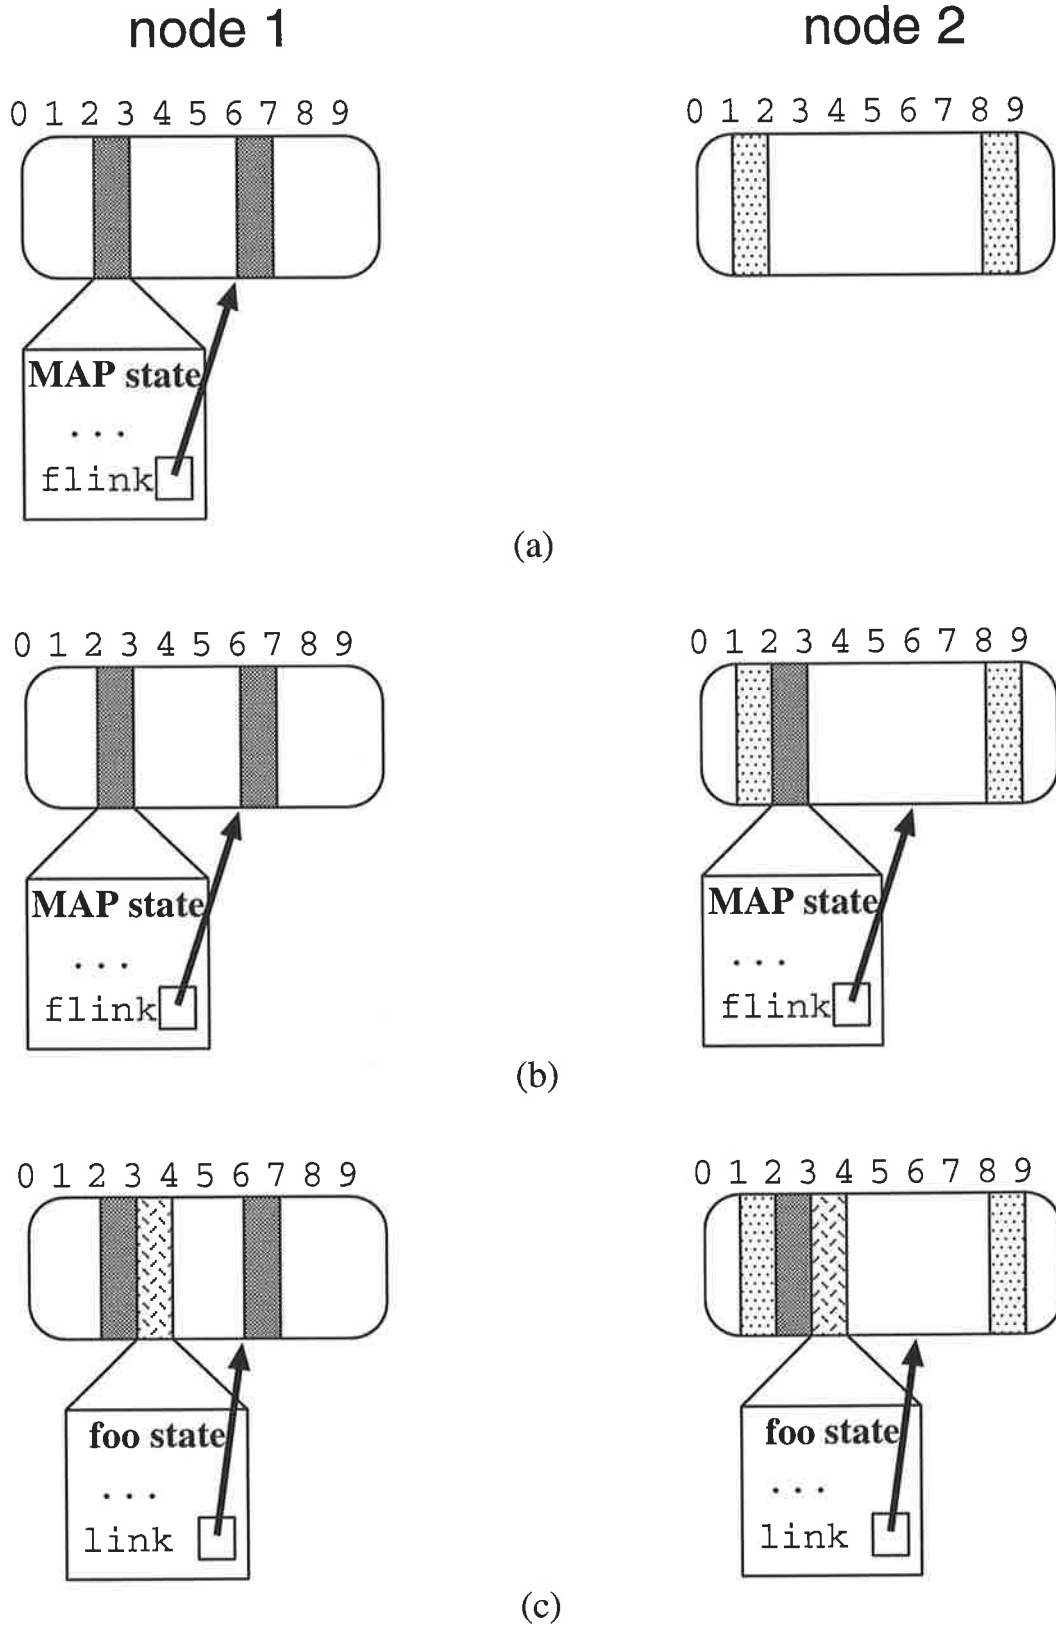 node 1 node 2
0 1 2 3 4 5 6 7 8 9 0 1 2 3 4 5 6 7 8 9
MAP state
...
flink
(a)
0 1 2 3 4 5 6 7 8 9 0 1 2 3 4 5 6 7 8 9
MAP state MAP state
... ...
flink flink
(b)
0 1 2 3 4 5 6 7 8 9 0 1 2 3 4 5 6 7 8 9
foo state foo state
... ...
link link
(c)